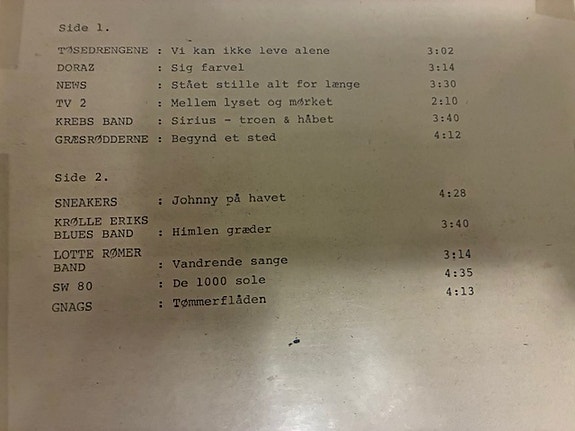 Side 1.
TØSEDRENGENE : Vi kan ikke leve alene 3:02
DORAZ : Sig farvel 3:14
NEWS : Stået stille alt for længe 3:30
TV 2 : Mellem lyset og mørket 2:10
KREBS BAND : Sirius - troen & håbet 3:40
GRÆSRØDDERNE : Begynd et sted 4:12
Side 2.
SNEAKERS : Johnny på havet 4:28
KRØLLE ERIKS
BLUES BAND : Himlen græder 3:40
LOTTE RØMER
BAND : Vandrende sange 3:14
SW 80 : De 1000 sole 4:35
GNAGS : Tømmerflåden 4:13